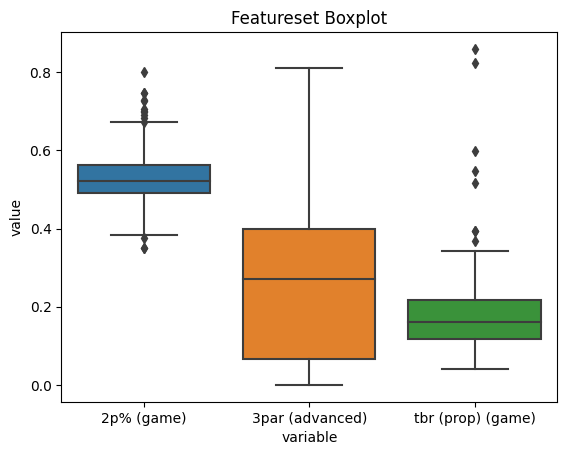 Featureset Boxplot
value
0.8
0.6
0.4
0.2
0.0
2p% (game)
3par (advanced)
tbr (prop) (game)
variable